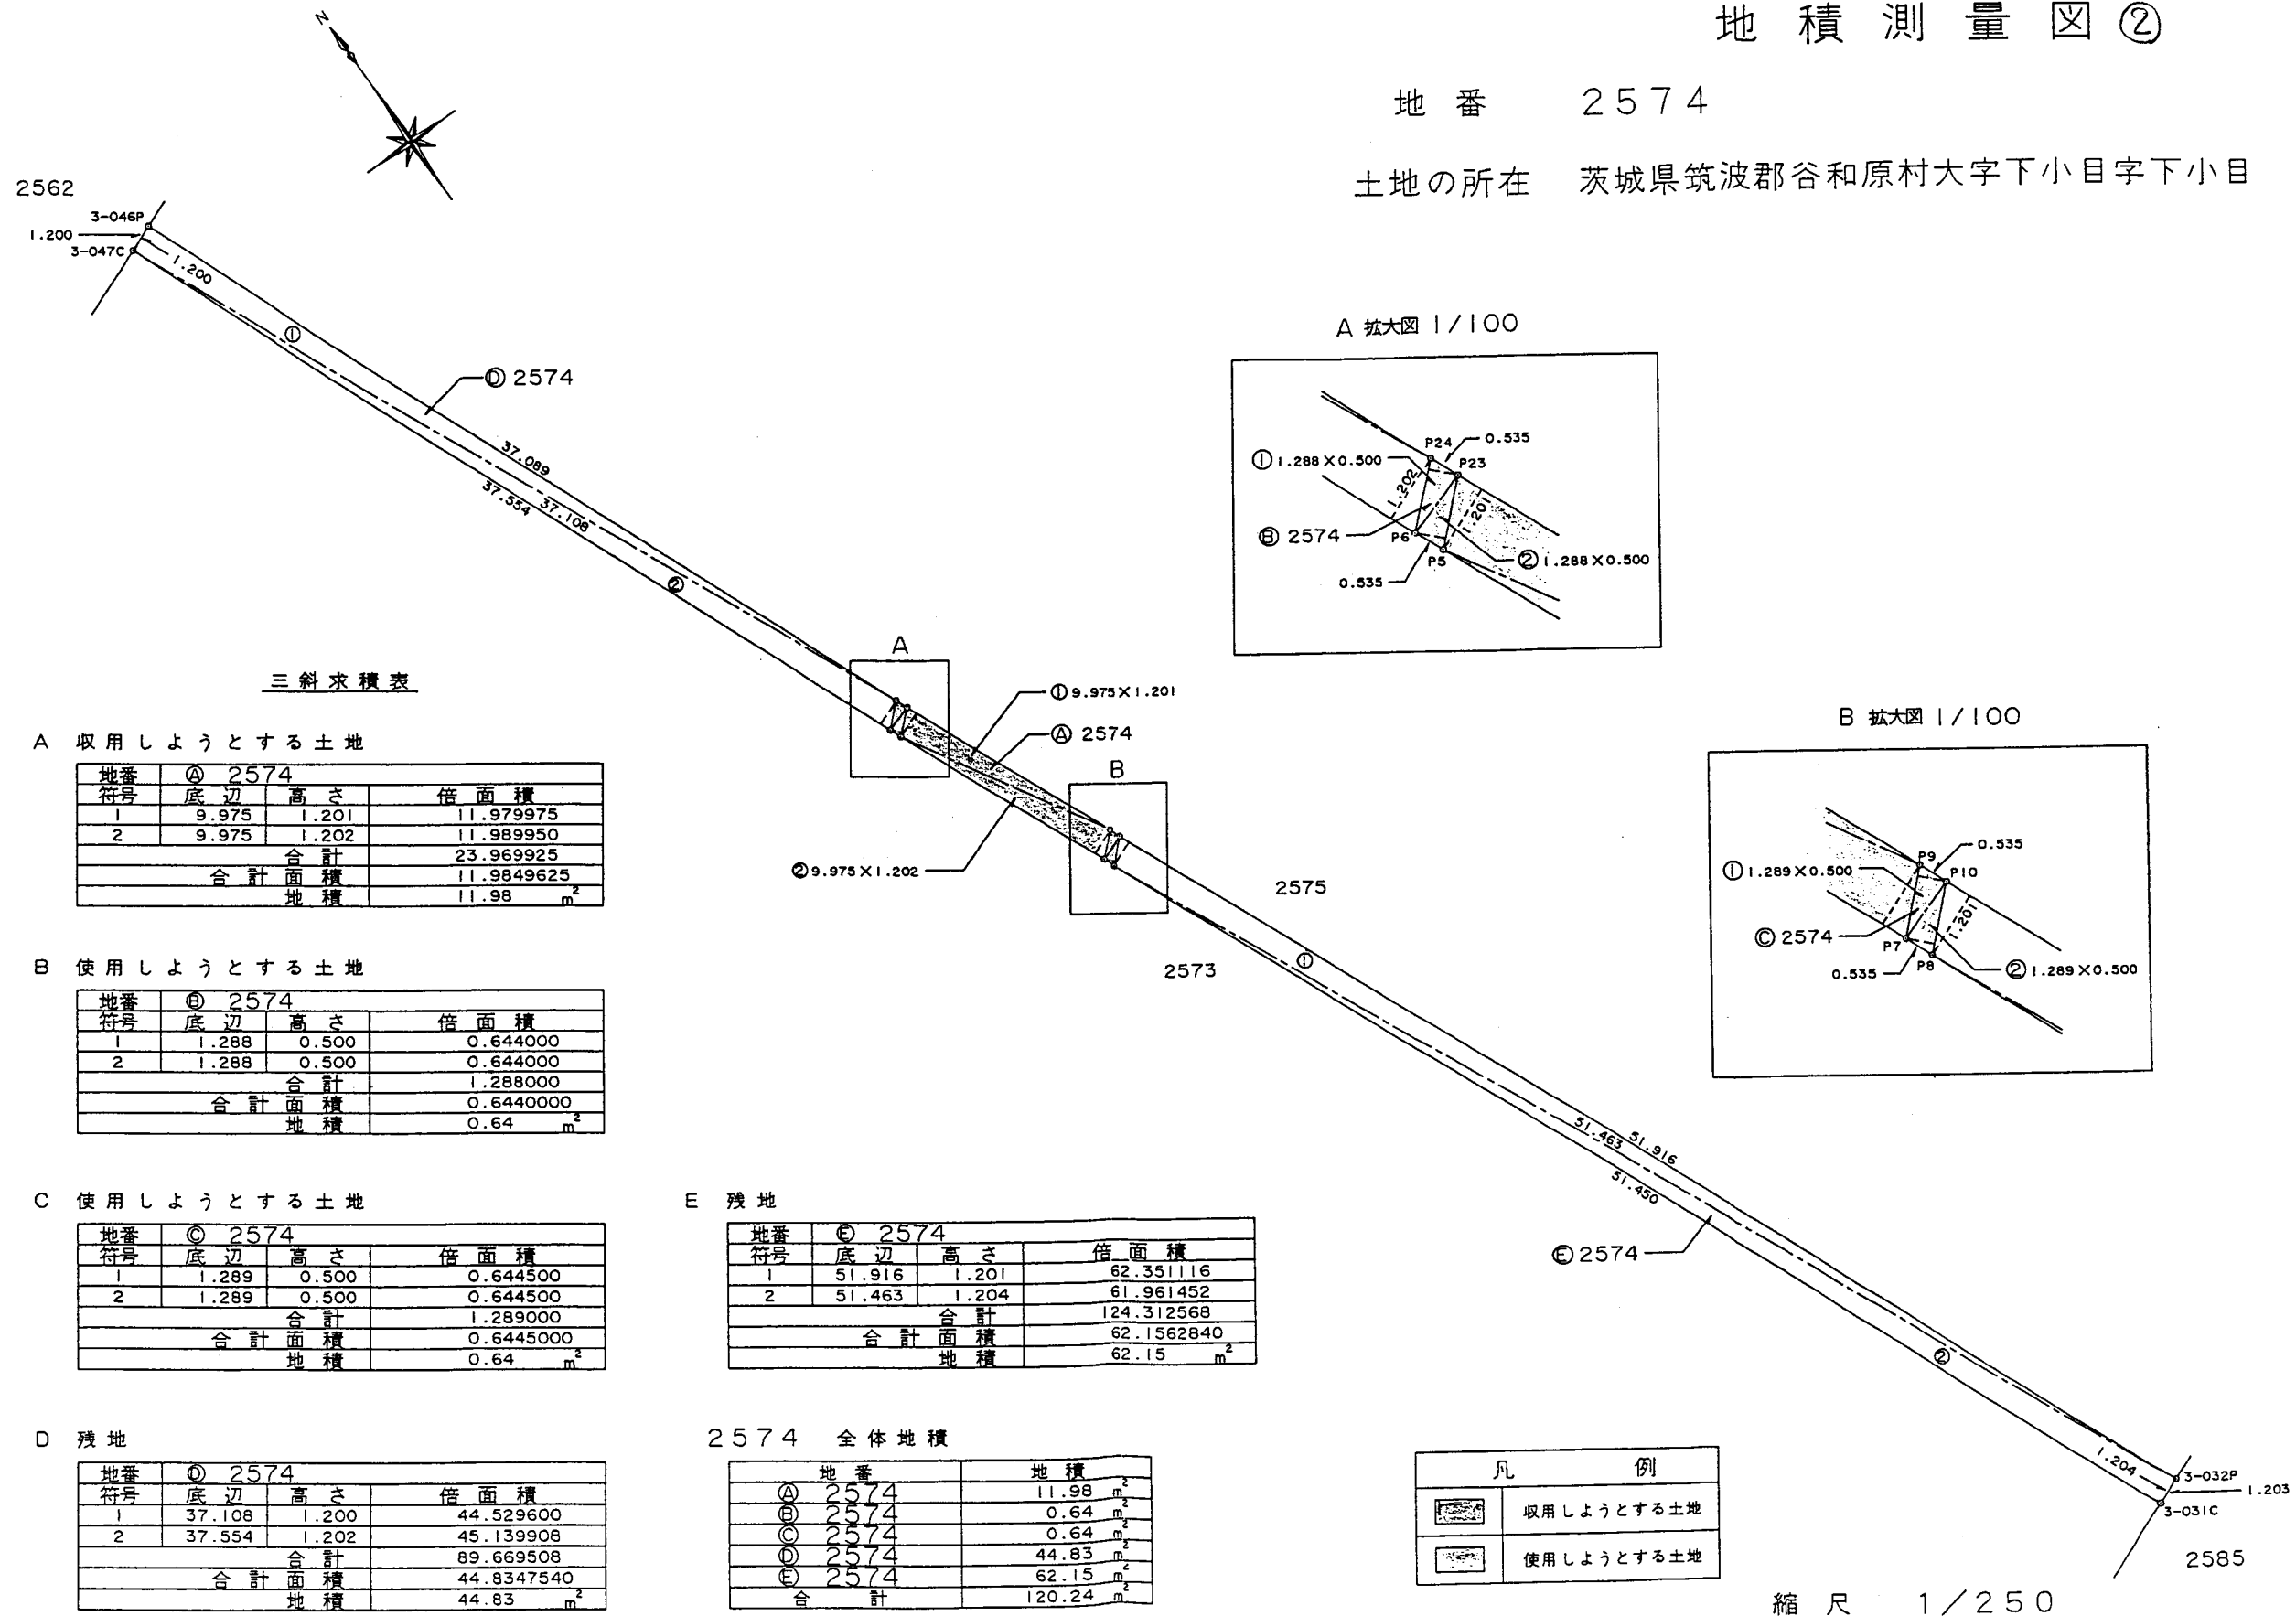 地積測量図②
地番 2574
土地の所在 茨城県筑波郡谷和原村大字下小目字下小目
N
2562
3-046P
1.200
3-047C
1.200
①
Ⓓ 2574
37.089
37.108
37.554
②
A 拡大図 1/100
P24
0.535
P23
① 1.288×0.500
1.202
1.201
Ⓑ 2574
P6
P5
② 1.288×0.500
0.535
A
① 9.975×1.201
Ⓐ 2574
B
② 9.975×1.202
2575
2573
B 拡大図 1/100
P9
0.535
P10
① 1.289×0.500
1.201
Ⓒ 2574
P7
P8
② 1.289×0.500
0.535
①
51.463
51.916
51.450
Ⓔ 2574
②
1.204
3-032P
1.203
3-031C
2585
三斜求積表
A 収用しようとする土地
地番 Ⓐ 2574
符号 底辺 高さ 倍面積
1 9.975 1.201 11.979975
2 9.975 1.202 11.989950
合計 23.969925
合計面積 11.9849625
地積 11.98 m²
B 使用しようとする土地
地番 Ⓑ 2574
符号 底辺 高さ 倍面積
1 1.288 0.500 0.644000
2 1.288 0.500 0.644000
合計 1.288000
合計面積 0.6440000
地積 0.64 m²
C 使用しようとする土地
地番 Ⓒ 2574
符号 底辺 高さ 倍面積
1 1.289 0.500 0.644500
2 1.289 0.500 0.644500
合計 1.289000
合計面積 0.6445000
地積 0.64 m²
D 残地
地番 Ⓓ 2574
符号 底辺 高さ 倍面積
1 37.108 1.200 44.529600
2 37.554 1.202 45.139908
合計 89.669508
合計面積 44.8347540
地積 44.83 m²
E 残地
地番 Ⓔ 2574
符号 底辺 高さ 倍面積
1 51.916 1.201 62.351116
2 51.463 1.204 61.961452
合計 124.312568
合計面積 62.1562840
地積 62.15 m²
2574 全体地積
地番 地積
Ⓐ 2574 11.98 m²
Ⓑ 2574 0.64 m²
Ⓒ 2574 0.64 m²
Ⓓ 2574 44.83 m²
Ⓔ 2574 62.15 m²
合計 120.24 m²
凡例
収用しようとする土地
使用しようとする土地
縮尺 1/250